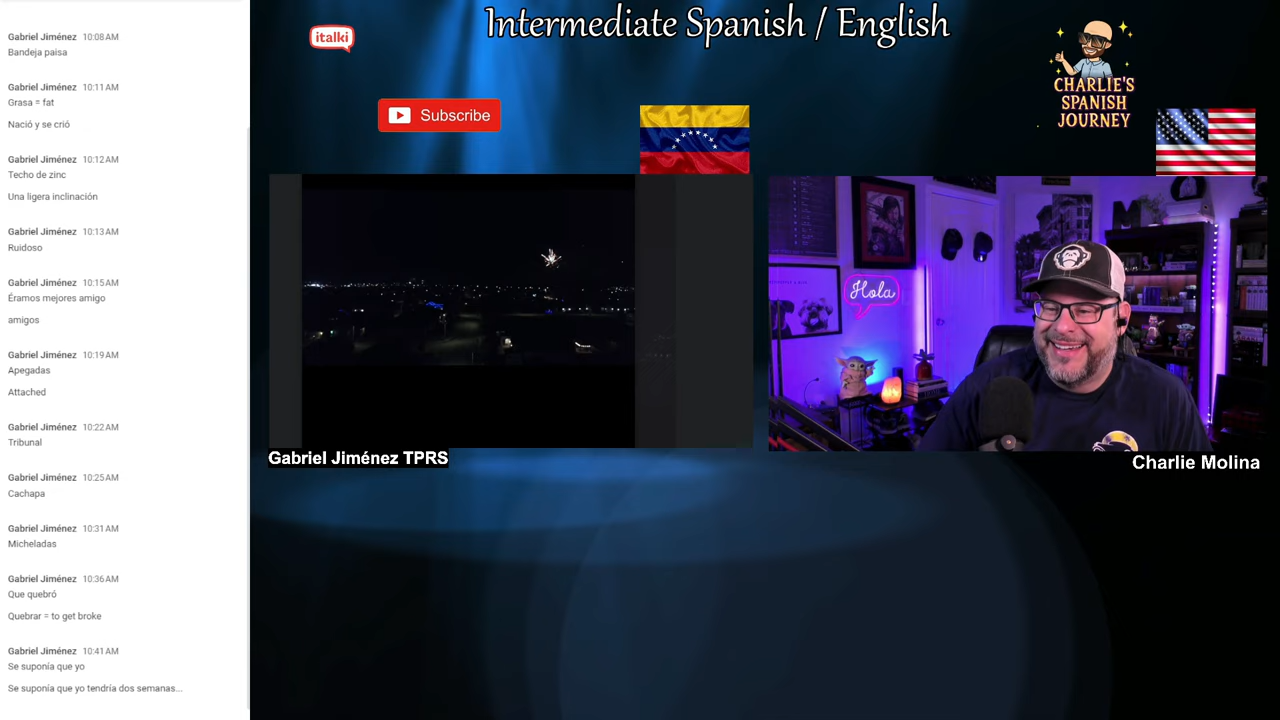 Gabriel Jiménez 10:08 AM
Bandeja paisa
Gabriel Jiménez 10:11 AM
Grasa = fat
Nació y se crió
Gabriel Jiménez 10:12 AM
Techo de zinc
Una ligera inclinación
Gabriel Jiménez 10:13 AM
Ruidoso
Gabriel Jiménez 10:15 AM
Éramos mejores amigo
amigos
Gabriel Jiménez 10:19 AM
Apegadas
Attached
Gabriel Jiménez 10:22 AM
Tribunal
Gabriel Jiménez 10:25 AM
Cachapa
Gabriel Jiménez 10:31 AM
Micheladas
Gabriel Jiménez 10:36 AM
Que quebró
Quebrar = to get broke
Gabriel Jiménez 10:41 AM
Se suponía que yo
Se suponía que yo tendría dos semanas...
italki
Intermediate Spanish / English
Subscribe
CHARLIE'S
SPANISH
JOURNEY
Hola
Gabriel Jiménez TPRS
Charlie Molina